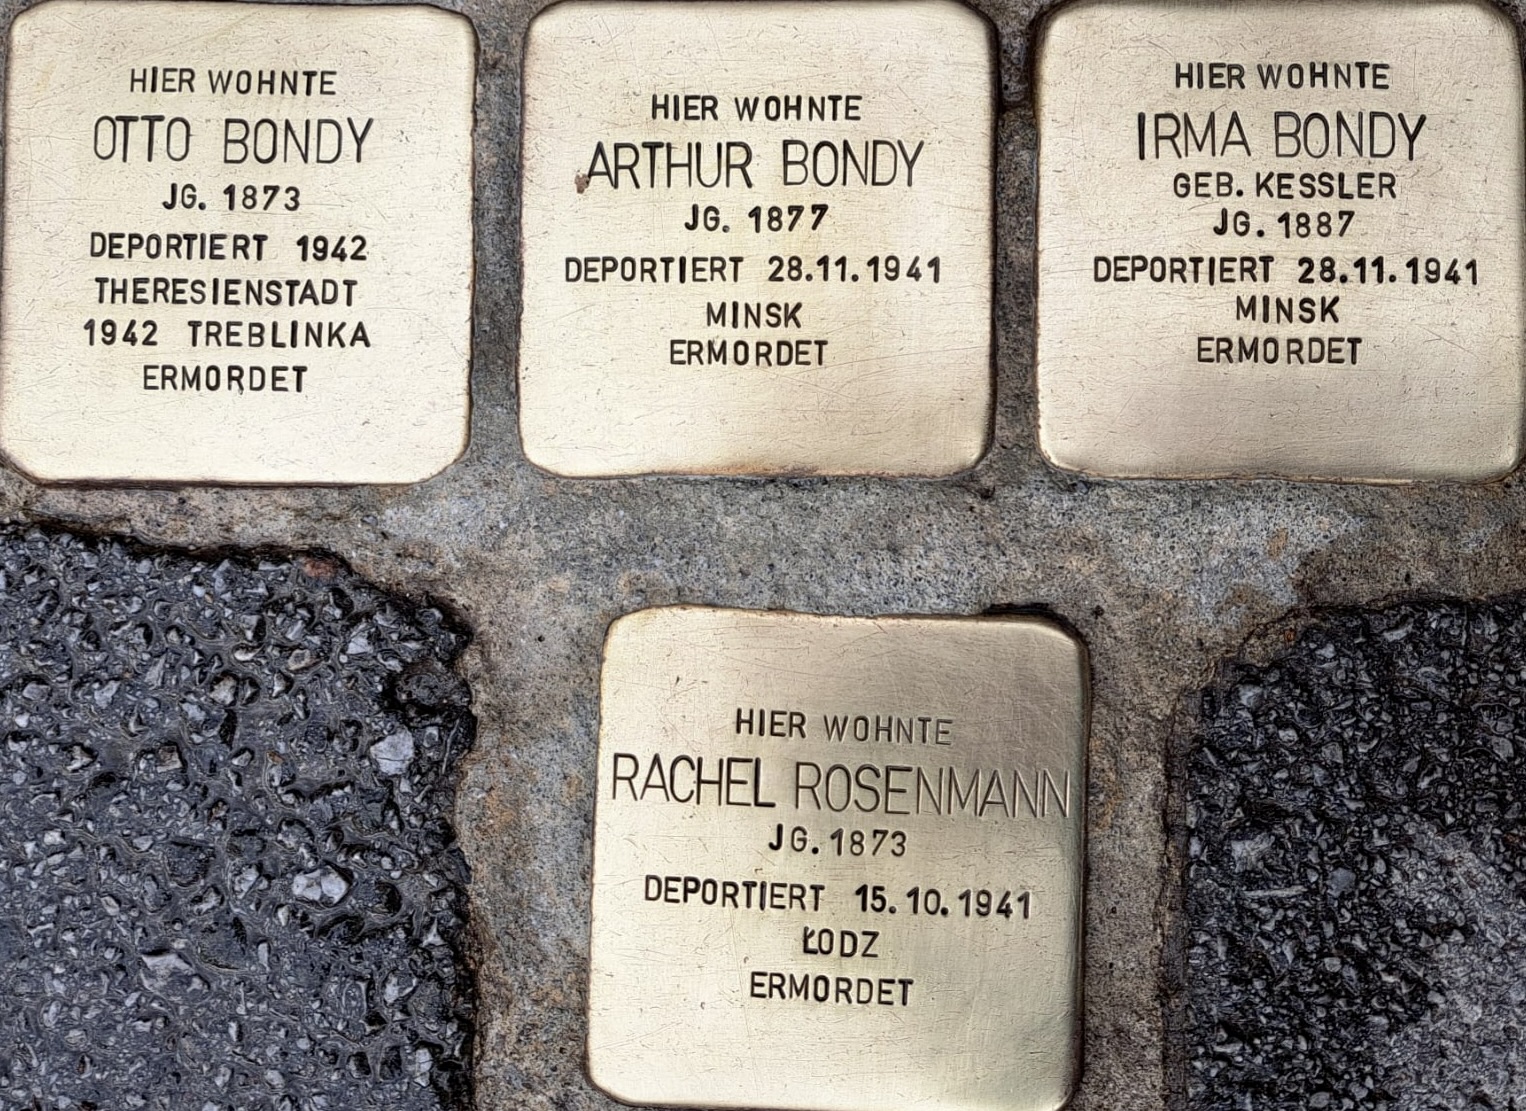 HIER WOHNTE
OTTO BONDY
JG. 1873
DEPORTIERT 1942
THERESIENSTADT
1942 TREBLINKA
ERMORDET
HIER WOHNTE
ARTHUR BONDY
JG. 1877
DEPORTIERT 28.11.1941
MINSK
ERMORDET
HIER WOHNTE
IRMA BONDY
GEB. KESSLER
JG. 1887
DEPORTIERT 28.11.1941
MINSK
ERMORDET
HIER WOHNTE
RACHEL ROSENMANN
JG. 1873
DEPORTIERT 15.10.1941
ŁODZ
ERMORDET